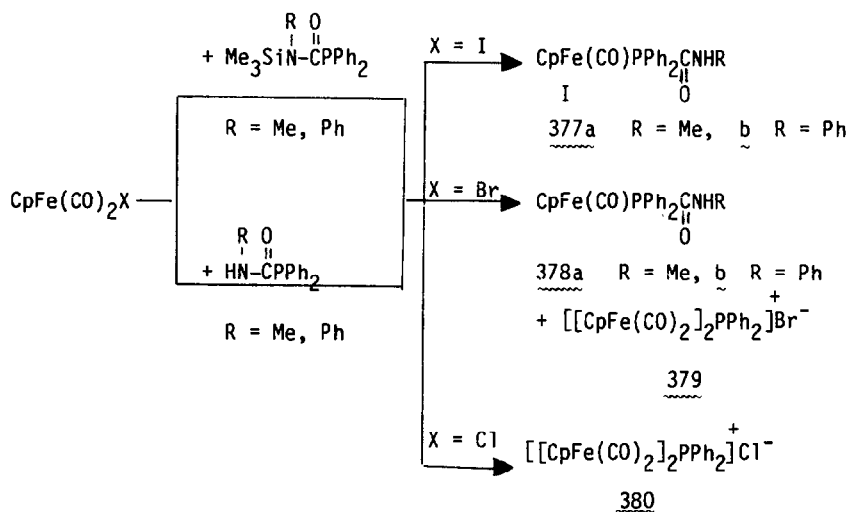 R O
+ Me3SiN-CPPh2
R = Me, Ph
CpFe(CO)2X
R O
+ HN-CPPh2
R = Me, Ph
X = I
CpFe(CO)PPh2CNHR
I O
377a R = Me, b R = Ph
X = Br
CpFe(CO)PPh2CNHR
O
378a R = Me, b R = Ph
+ [[CpFe(CO)2]2PPh2]+Br-
379
X = Cl
[[CpFe(CO)2]2PPh2]+Cl-
380